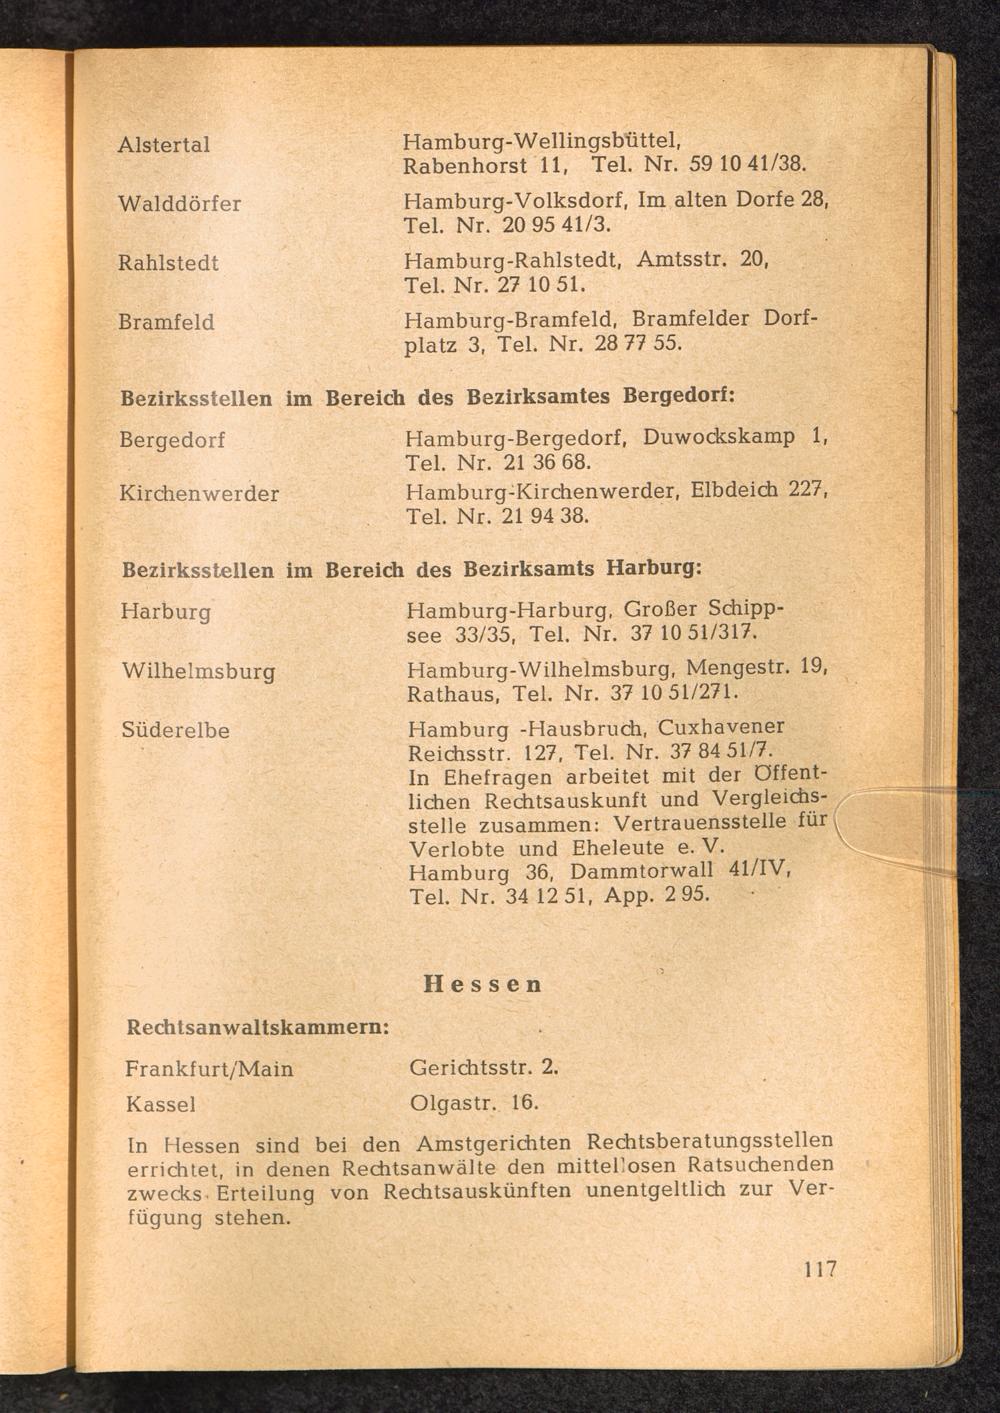 Alstertal Hamburg-Wellingsbüttel,
Rabenhorst 11, Tel. Nr. 59 10 41/38.
Walddörfer Hamburg-Volksdorf, Im alten Dorfe 28,
Tel. Nr. 20 95 41/3.
Rahlstedt Hamburg-Rahlstedt, Amtsstr. 20,
Tel. Nr. 27 10 51.
Bramfeld Hamburg-Bramfeld, Bramfelder Dorf-
platz 3, Tel. Nr. 28 77 55.
Bezirksstellen im Bereich des Bezirksamtes Bergedorf:
Bergedorf Hamburg-Bergedorf, Duwockskamp 1,
Tel. Nr. 21 36 68.
Kirchenwerder Hamburg-Kirchenwerder, Elbdeich 227,
Tel. Nr. 21 94 38.
Bezirksstellen im Bereich des Bezirksamts Harburg:
Harburg Hamburg-Harburg, Großer Schipp-
see 33/35, Tel. Nr. 37 10 51/317.
Wilhelmsburg Hamburg-Wilhelmsburg, Mengestr. 19,
Rathaus, Tel. Nr. 37 10 51/271.
Süderelbe Hamburg -Hausbruch, Cuxhavener
Reichsstr. 127, Tel. Nr. 37 84 51/7.
In Ehefragen arbeitet mit der Öffent-
lichen Rechtsauskunft und Vergleichs-
stelle zusammen: Vertrauensstelle für
Verlobte und Eheleute e. V.
Hamburg 36, Dammtorwall 41/IV,
Tel. Nr. 34 12 51, App. 2 95.
Hessen
Rechtsanwaltskammern:
Frankfurt/Main Gerichtsstr. 2.
Kassel Olgastr. 16.
In Hessen sind bei den Amstgerichten Rechtsberatungsstellen
errichtet, in denen Rechtsanwälte den mittellosen Ratsuchenden
zwecks Erteilung von Rechtsauskünften unentgeltlich zur Ver-
fügung stehen.
117